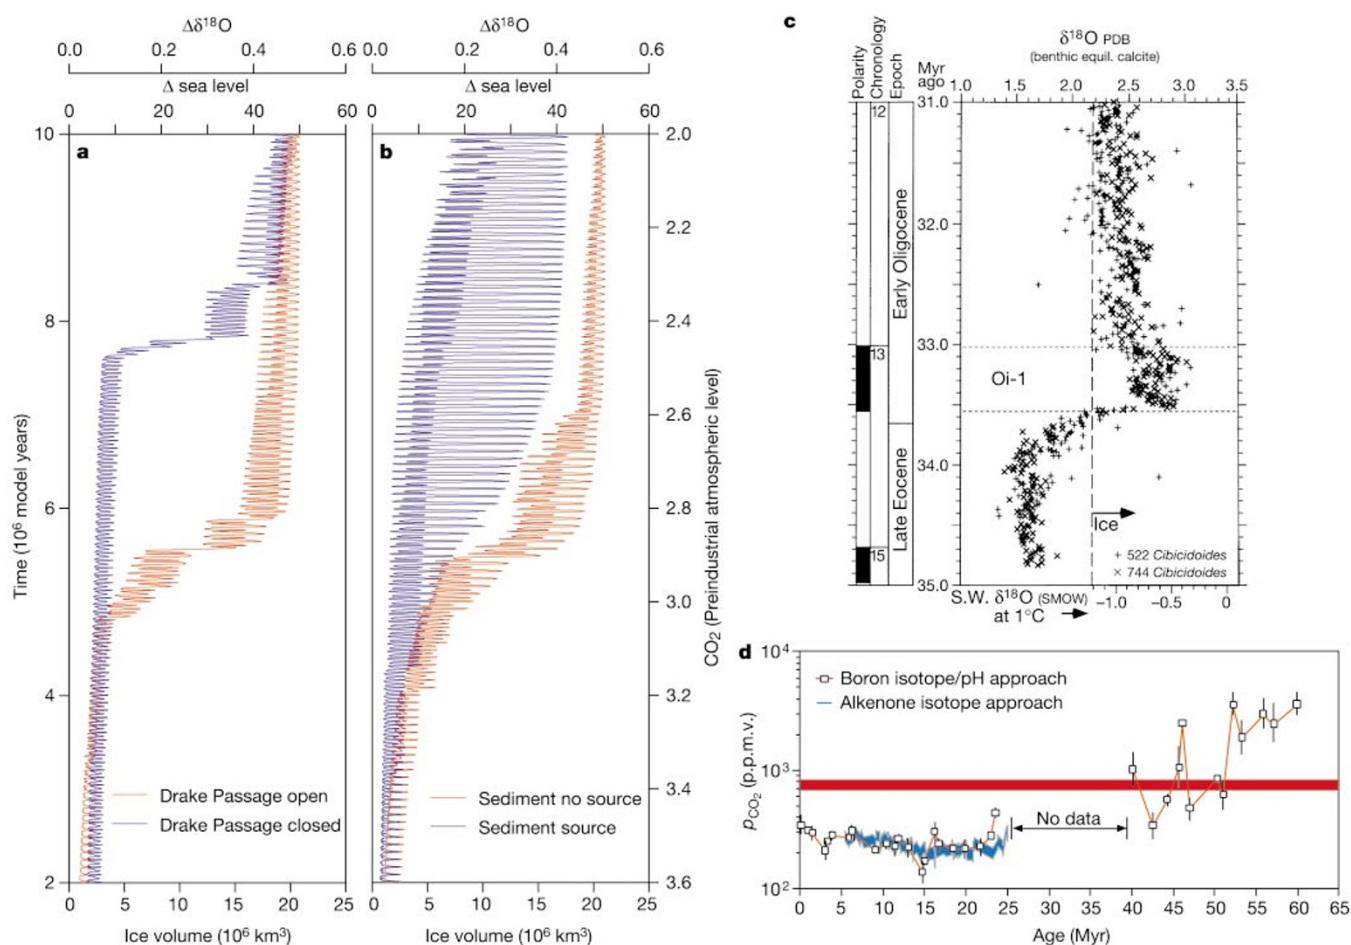 Δδ18O
0.0 0.2 0.4 0.6
Δ sea level
0 20 40 60
10
a
8
6
4
2
Time (10⁶ model years)
Drake Passage open
Drake Passage closed
0 5 10 15 20 25
Ice volume (10⁶ km³)
Δδ18O
0.0 0.2 0.4 0.6
Δ sea level
0 20 40 60
b
2.0
2.2
2.4
2.6
2.8
3.0
3.2
3.4
3.6
CO₂ (Preindustrial atmospheric level)
Sediment no source
Sediment source
0 5 10 15 20 25
Ice volume (10⁶ km³)
c
δ18O PDB
(benthic equil. calcite)
Polarity
Chronology
Epoch
Myr
ago
1.0 1.5 2.0 2.5 3.0 3.5
31.0
32.0
33.0
34.0
35.0
12
13
15
Early Oligocene
Late Eocene
Oi-1
Ice
+ 522 Cibicidoides
× 744 Cibicidoides
S.W. δ18O (SMOW)
at 1°C
–1.0 –0.5 0
d
10⁴
10³
10²
pCO₂ (p.p.m.v.)
Boron isotope/pH approach
Alkenone isotope approach
No data
0 5 10 15 20 25 30 35 40 45 50 55 60 65
Age (Myr)